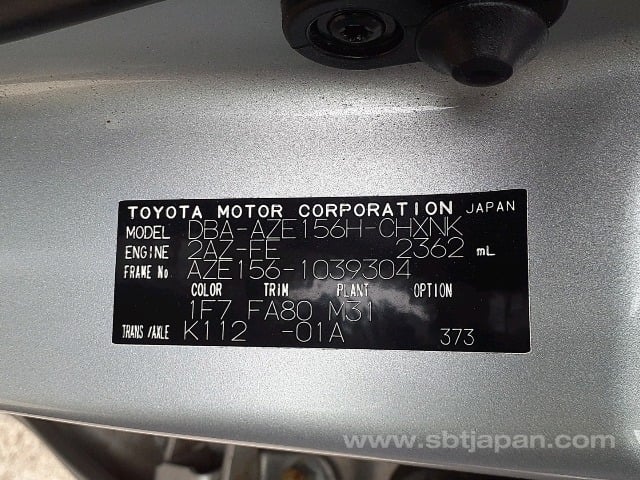 TOYOTA MOTOR CORPORATION JAPAN
MODEL DBA-AZE156H-CHXNK
ENGINE 2AZ-FE 2362 mL
FRAME No. AZE156-1039304
COLOR TRIM PLANT OPTION
1F7 FA80 M31
TRANS/AXLE K112 -01A 373
www.sbtjapan.com